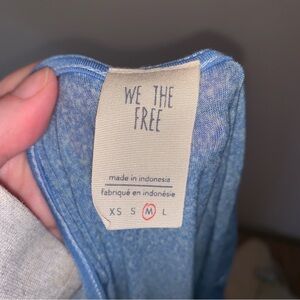 WE THE
FREE
made in indonesia
fabriqué en indonésie
XS S M L